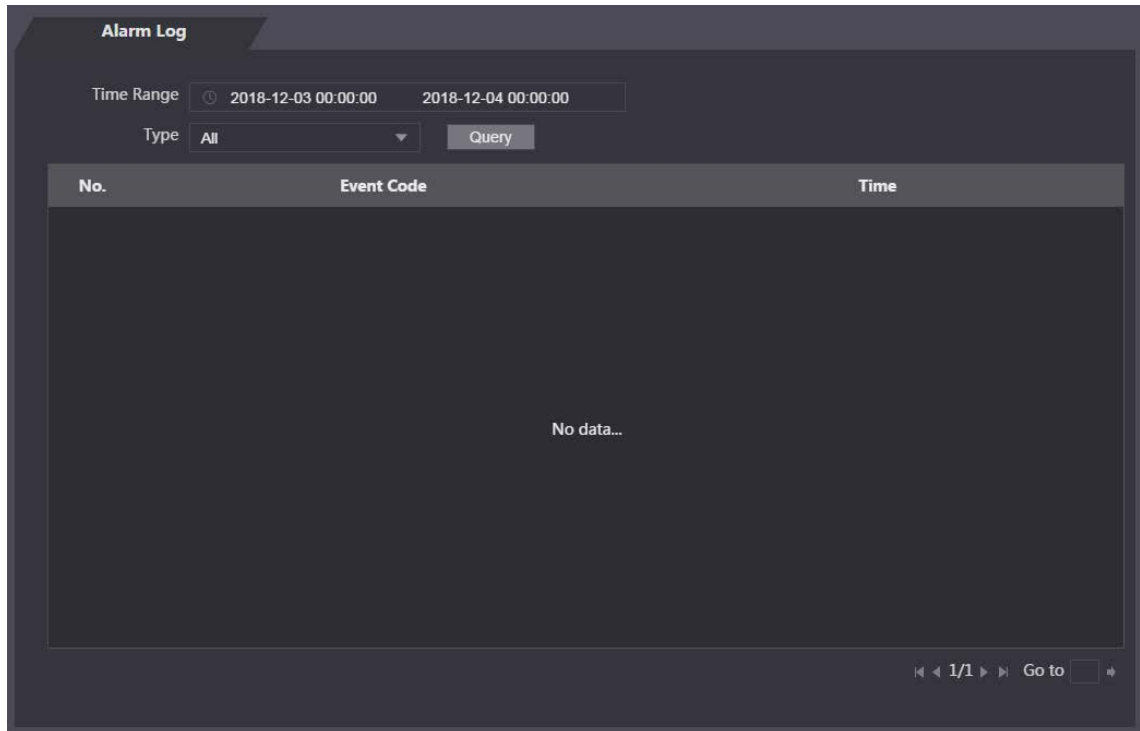 Alarm Log
Time Range 2018-12-03 00:00:00 2018-12-04 00:00:00
Type All Query
No. Event Code Time
No data...
1/1 Go to